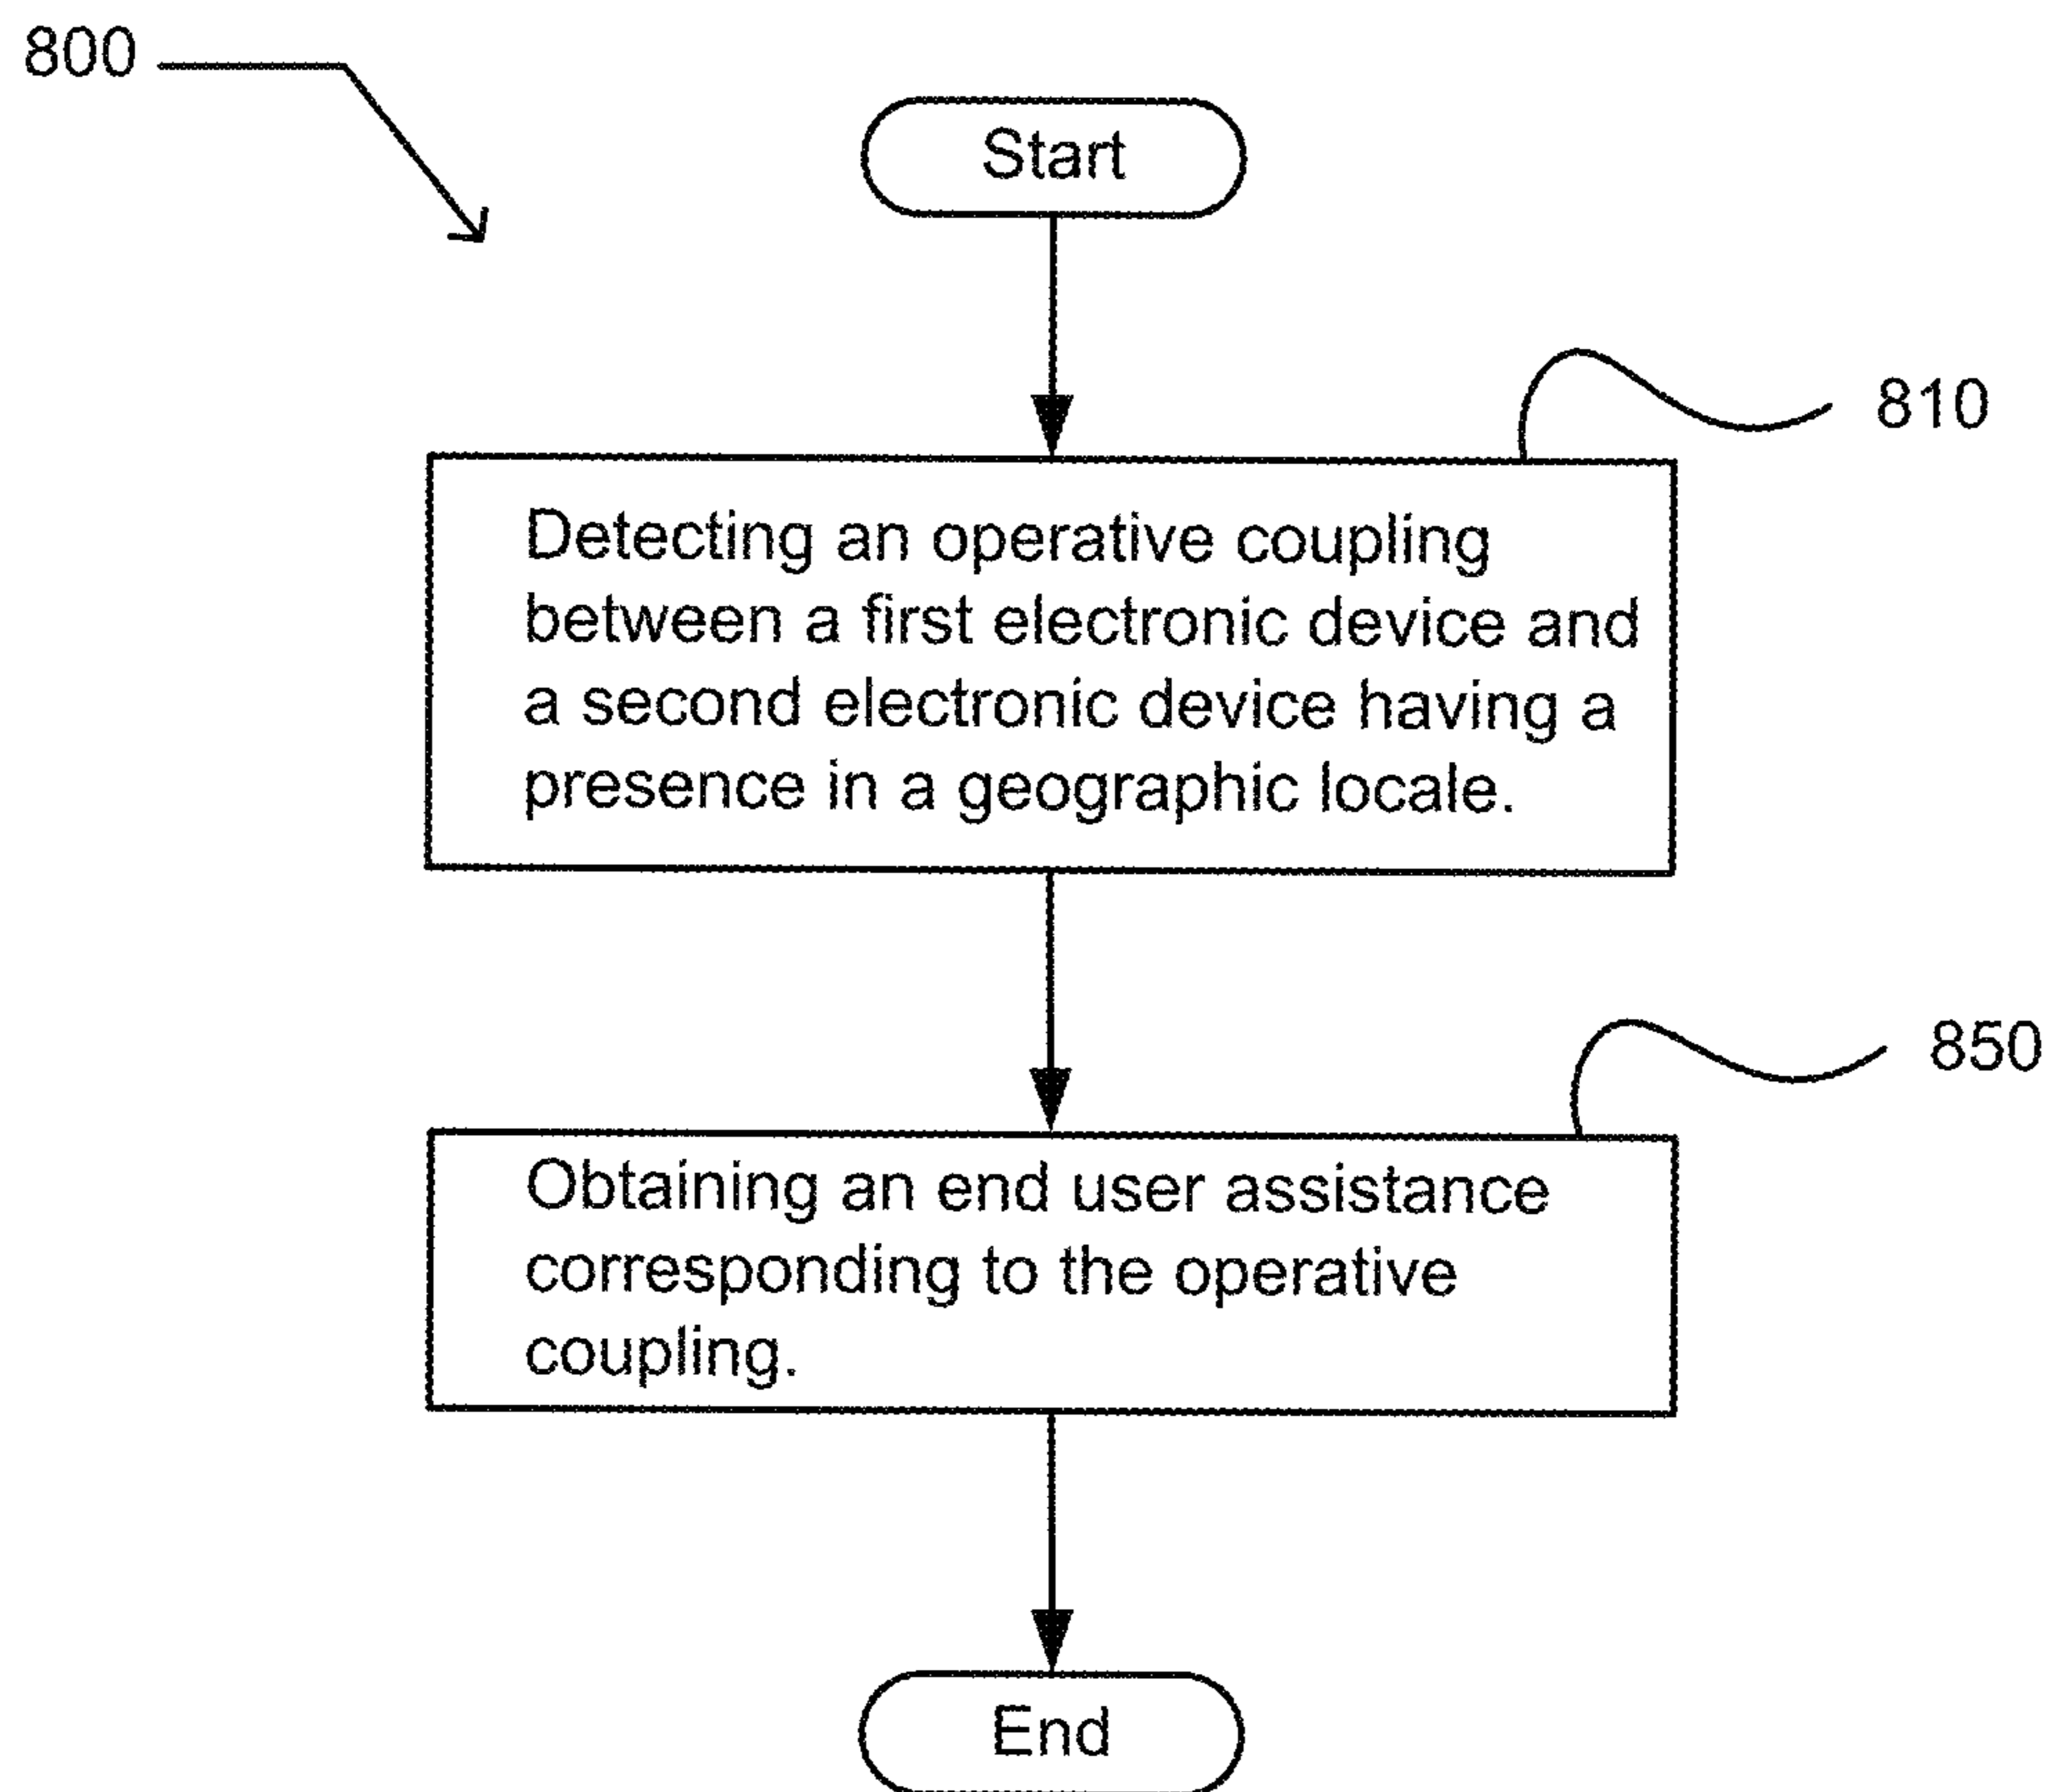 800
Start
810
Detecting an operative coupling
between a first electronic device and
a second electronic device having a
presence in a geographic locale.
850
Obtaining an end user assistance
corresponding to the operative
coupling.
End